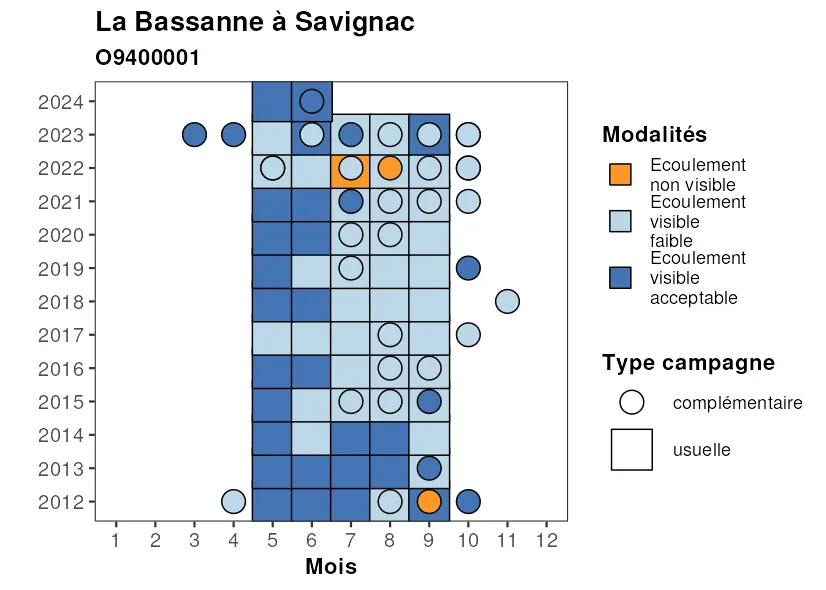 La Bassanne à Savignac
O9400001
2024
2023
2022
2021
2020
2019
2018
2017
2016
2015
2014
2013
2012
1 2 3 4 5 6 7 8 9 10 11 12
Mois
Modalités
Ecoulement
non visible
Ecoulement
visible
faible
Ecoulement
visible
acceptable
Type campagne
complémentaire
usuelle